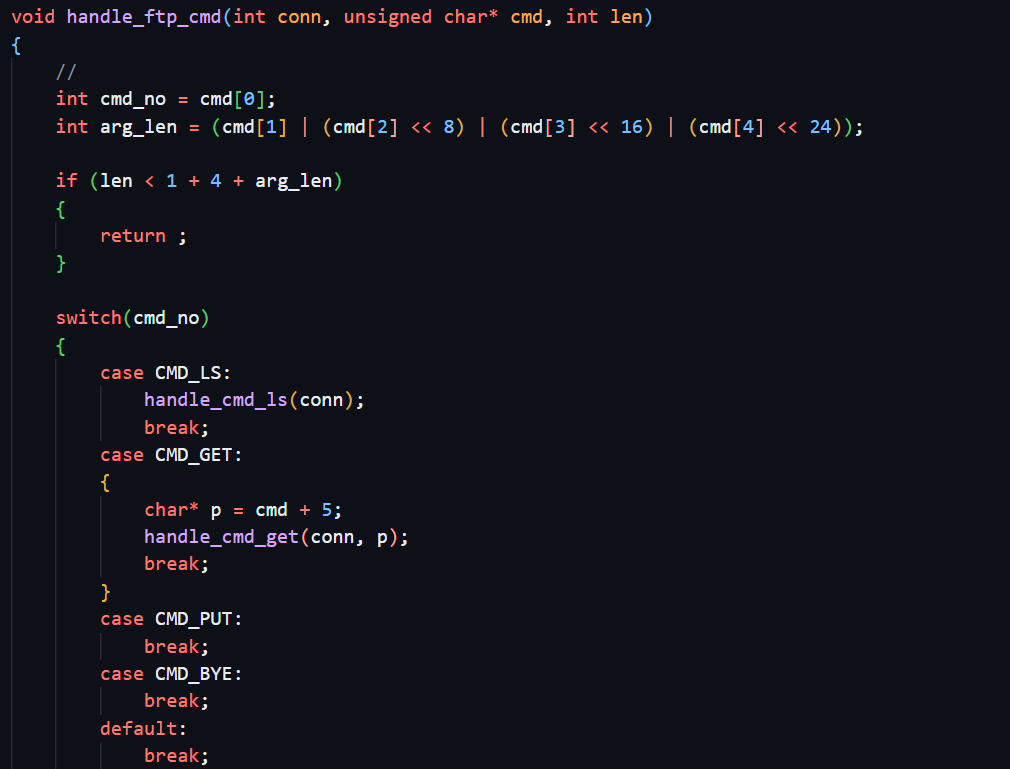 void handle_ftp_cmd(int conn, unsigned char* cmd, int len)
{
    //
    int cmd_no = cmd[0];
    int arg_len = (cmd[1] | (cmd[2] << 8) | (cmd[3] << 16) | (cmd[4] << 24));

    if (len < 1 + 4 + arg_len)
    {
        return ;
    }

    switch(cmd_no)
    {
        case CMD_LS:
            handle_cmd_ls(conn);
            break;
        case CMD_GET:
        {
            char* p = cmd + 5;
            handle_cmd_get(conn, p);
            break;
        }
        case CMD_PUT:
            break;
        case CMD_BYE:
            break;
        default:
            break;